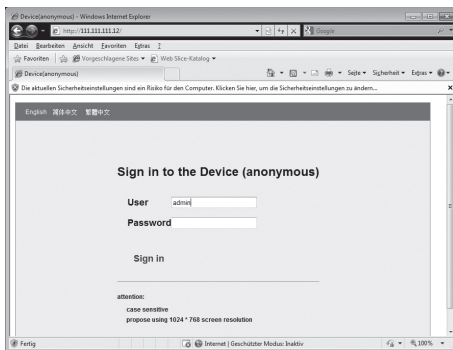 Device(anonymous) - Windows Internet Explorer
http://111.111.111.12/
Google
Datei Bearbeiten Ansicht Favoriten Extras ?
Favoriten Vorgeschlagene Sites Web Slice-Katalog
Device(anonymous)
Seite Sicherheit Extras
Die aktuellen Sicherheitseinstellungen sind ein Risiko für den Computer. Klicken Sie hier, um die Sicherheitseinstellungen zu ändern...
English 简体中文 繁體中文
Sign in to the Device (anonymous)
User admin
Password
Sign in
attention:
case sensitive
propose using 1024 * 768 screen resolution
Fertig Internet | Geschützter Modus: Inaktiv 100%